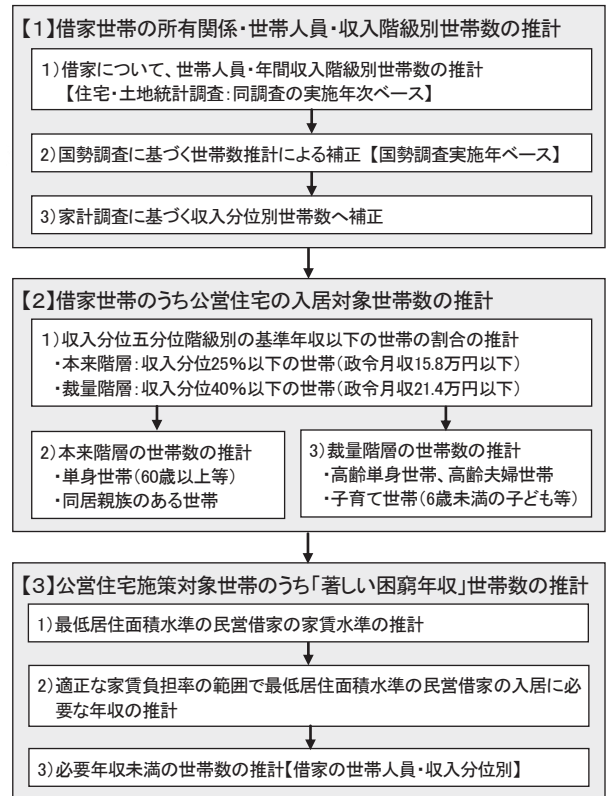 【1】借家世帯の所有関係・世帯人員・収入階級別世帯数の推計
1)借家について、世帯人員・年間収入階級別世帯数の推計
【住宅・土地統計調査:同調査の実施年次ベース】
2)国勢調査に基づく世帯数推計による補正【国勢調査実施年ベース】
3)家計調査に基づく収入分位別世帯数へ補正
【2】借家世帯のうち公営住宅の入居対象世帯数の推計
1)収入分位五分位階級別の基準年収以下の世帯の割合の推計
・本来階層:収入分位25%以下の世帯(政令月収15.8万円以下)
・裁量階層:収入分位40%以下の世帯(政令月収21.4万円以下)
2)本来階層の世帯数の推計
・単身世帯(60歳以上等)
・同居親族のある世帯
3)裁量階層の世帯数の推計
・高齢単身世帯、高齢夫婦世帯
・子育て世帯(6歳未満の子ども等)
【3】公営住宅施策対象世帯のうち「著しい困窮年収」世帯数の推計
1)最低居住面積水準の民営借家の家賃水準の推計
2)適正な家賃負担率の範囲で最低居住面積水準の民営借家の入居に必
要な年収の推計
3)必要年収未満の世帯数の推計【借家の世帯人員・収入分位別】